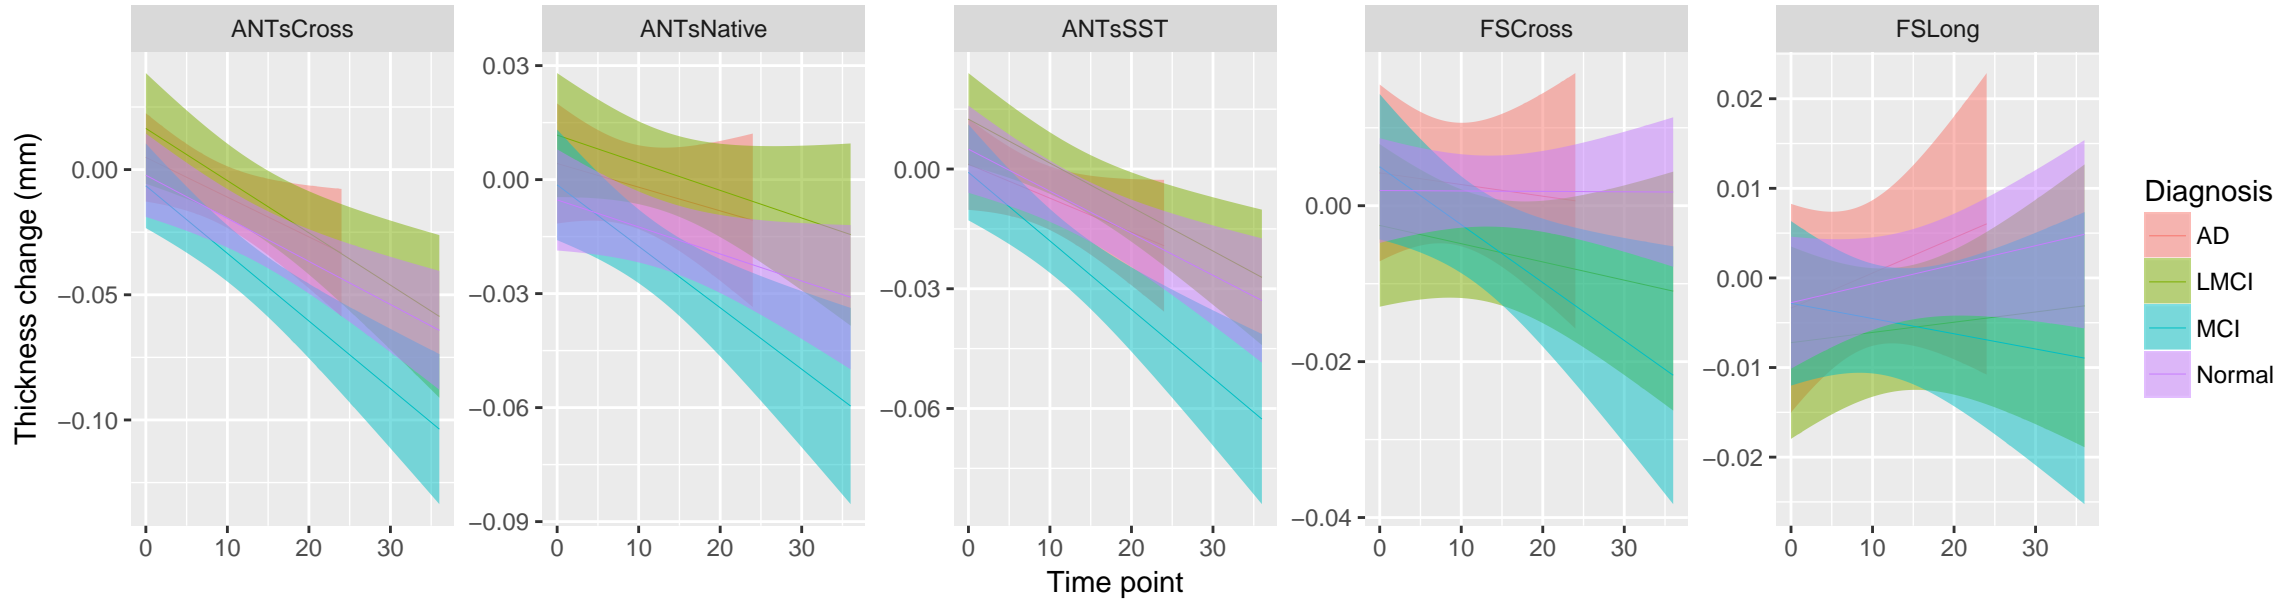 ANTsCross ANTsNative ANTsSST FSCross FSLong
Thickness change (mm)
0.00
−0.05
−0.10
0 10 20 30
0.03
0.00
−0.03
−0.06
−0.09
0 10 20 30
0.00
−0.03
−0.06
0 10 20 30
0.00
−0.02
−0.04
0 10 20 30
0.02
0.01
0.00
−0.01
−0.02
0 10 20 30
Time point
Diagnosis
AD
LMCI
MCI
Normal